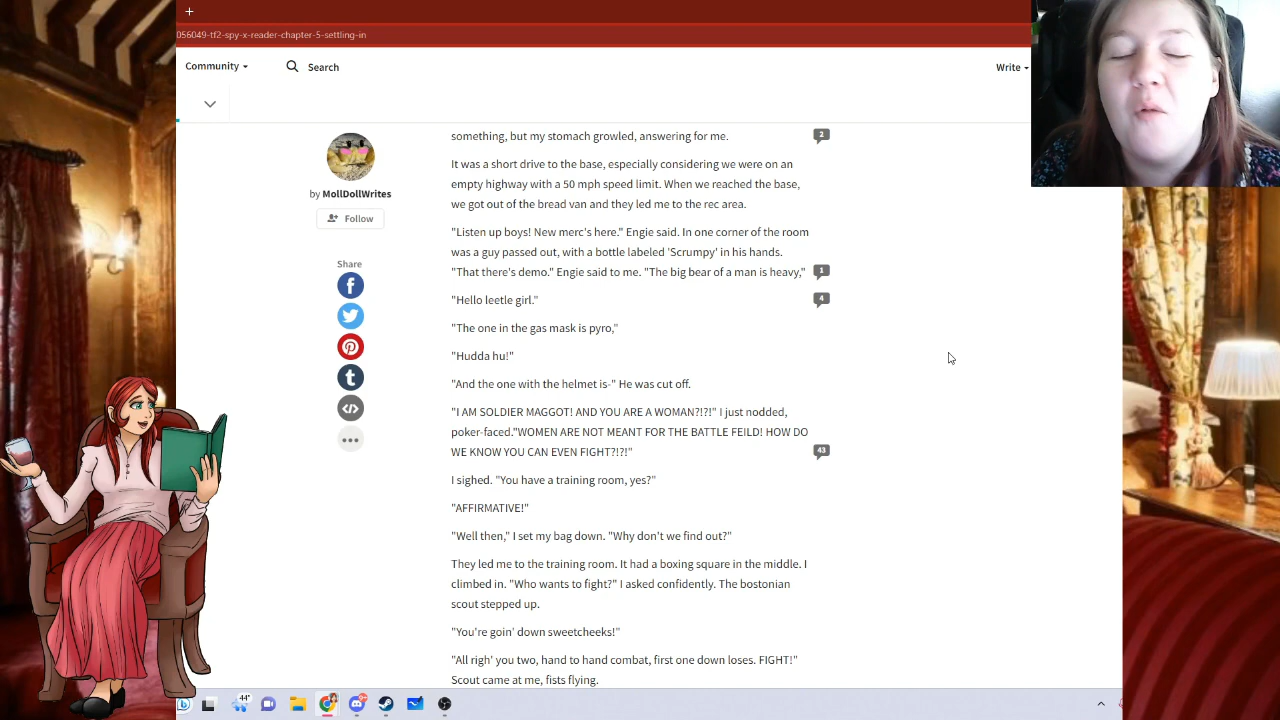 056049-tf2-spy-x-reader-chapter-5-settling-in
Community
Search
Write
something, but my stomach growled, answering for me.
2
It was a short drive to the base, especially considering we were on an
empty highway with a 50 mph speed limit. When we reached the base,
we got out of the bread van and they led me to the rec area.
by MollDollWrites
Follow
"Listen up boys! New merc's here." Engie said. In one corner of the room
was a guy passed out, with a bottle labeled 'Scrumpy' in his hands.
"That there's demo." Engie said to me. "The big bear of a man is heavy,"
1
Share
"Hello leetle girl."
4
"The one in the gas mask is pyro,"
"Hudda hu!"
"And the one with the helmet is-" He was cut off.
"I AM SOLDIER MAGGOT! AND YOU ARE A WOMAN?!?!" I just nodded,
poker-faced."WOMEN ARE NOT MEANT FOR THE BATTLE FEILD! HOW DO
WE KNOW YOU CAN EVEN FIGHT?!?!"
43
I sighed. "You have a training room, yes?"
"AFFIRMATIVE!"
"Well then," I set my bag down. "Why don't we find out?"
They led me to the training room. It had a boxing square in the middle. I
climbed in. "Who wants to fight?" I asked confidently. The bostonian
scout stepped up.
"You're goin' down sweetcheeks!"
"All righ' you two, hand to hand combat, first one down loses. FIGHT!"
Scout came at me, fists flying.
44°